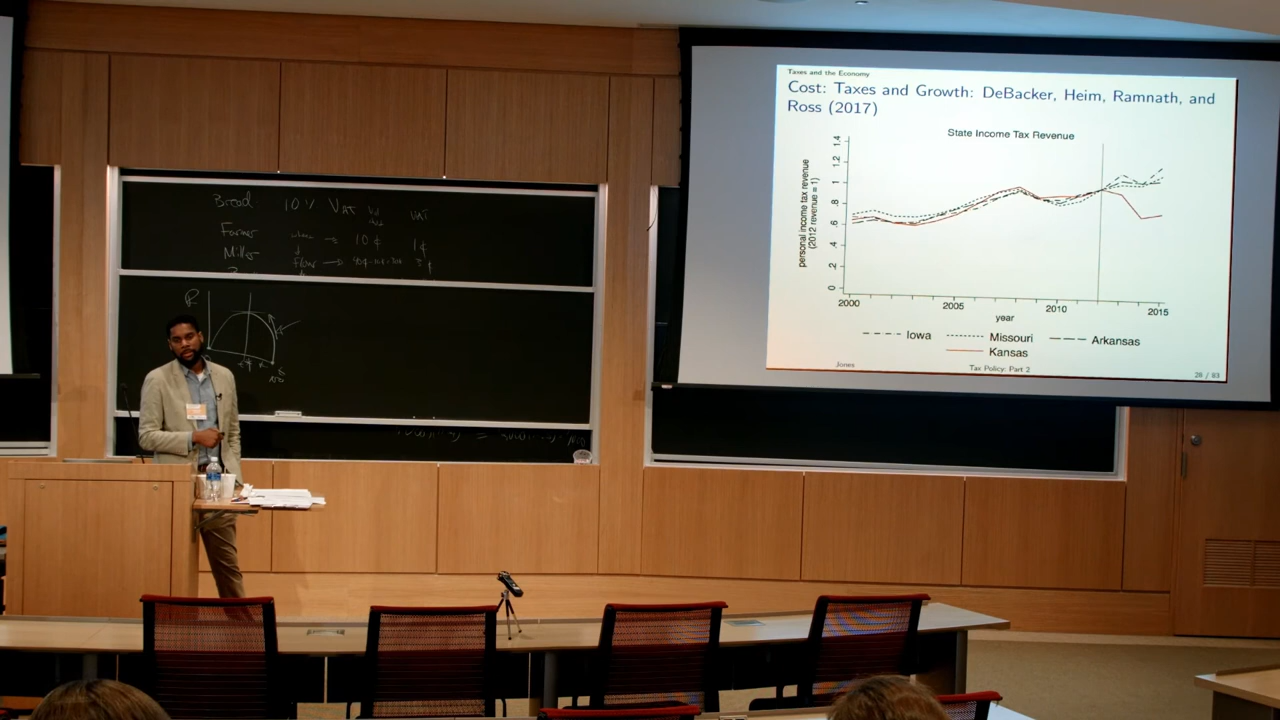 Bread 10% VAT
VAT
Farmer 10¢ 1¢
Miller flour
R
Taxes and the Economy
Cost: Taxes and Growth: DeBacker, Heim, Ramnath, and
Ross (2017)
State Income Tax Revenue
personal income tax revenue
(2012 revenue = 1)
1.4
1.2
1
.8
.6
.4
.2
0
2000 2005 2010 2015
year
Iowa Missouri Arkansas
Kansas
Jones Tax Policy: Part 2 28 / 83